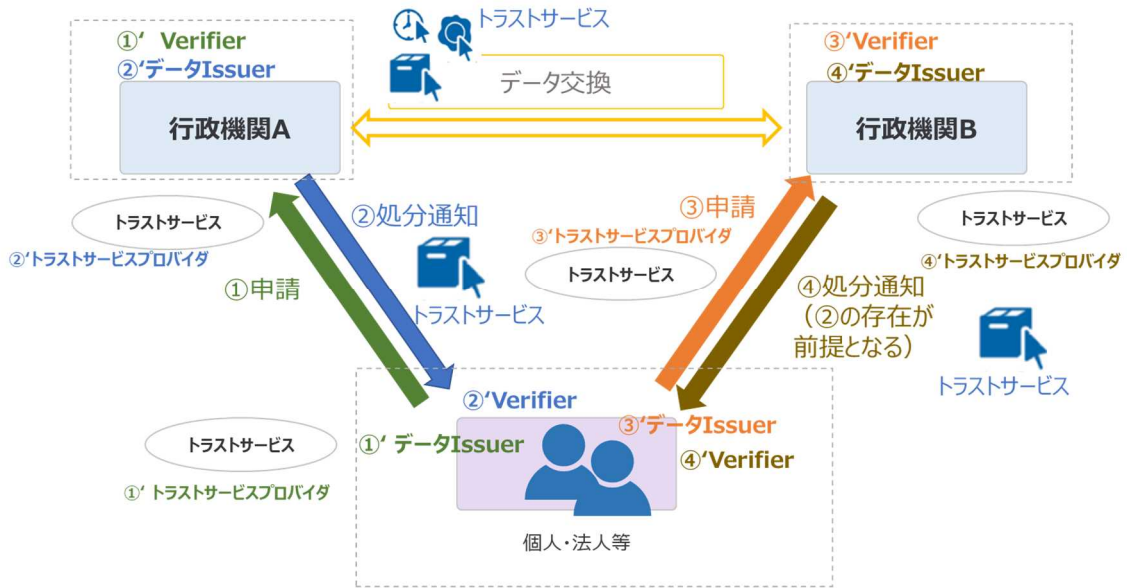 トラストサービス
①‘ Verifier
②‘データIssuer
行政機関A
データ交換
③‘Verifier
④‘データIssuer
行政機関B
トラストサービス
②‘トラストサービスプロバイダ
①申請
②処分通知
トラストサービス
③申請
③‘トラストサービスプロバイダ
トラストサービス
トラストサービス
④‘トラストサービスプロバイダ
④処分通知
（②の存在が
前提となる）
トラストサービス
②‘Verifier
①‘ データIssuer
③‘データIssuer
④‘Verifier
トラストサービス
①‘ トラストサービスプロバイダ
個人・法人等